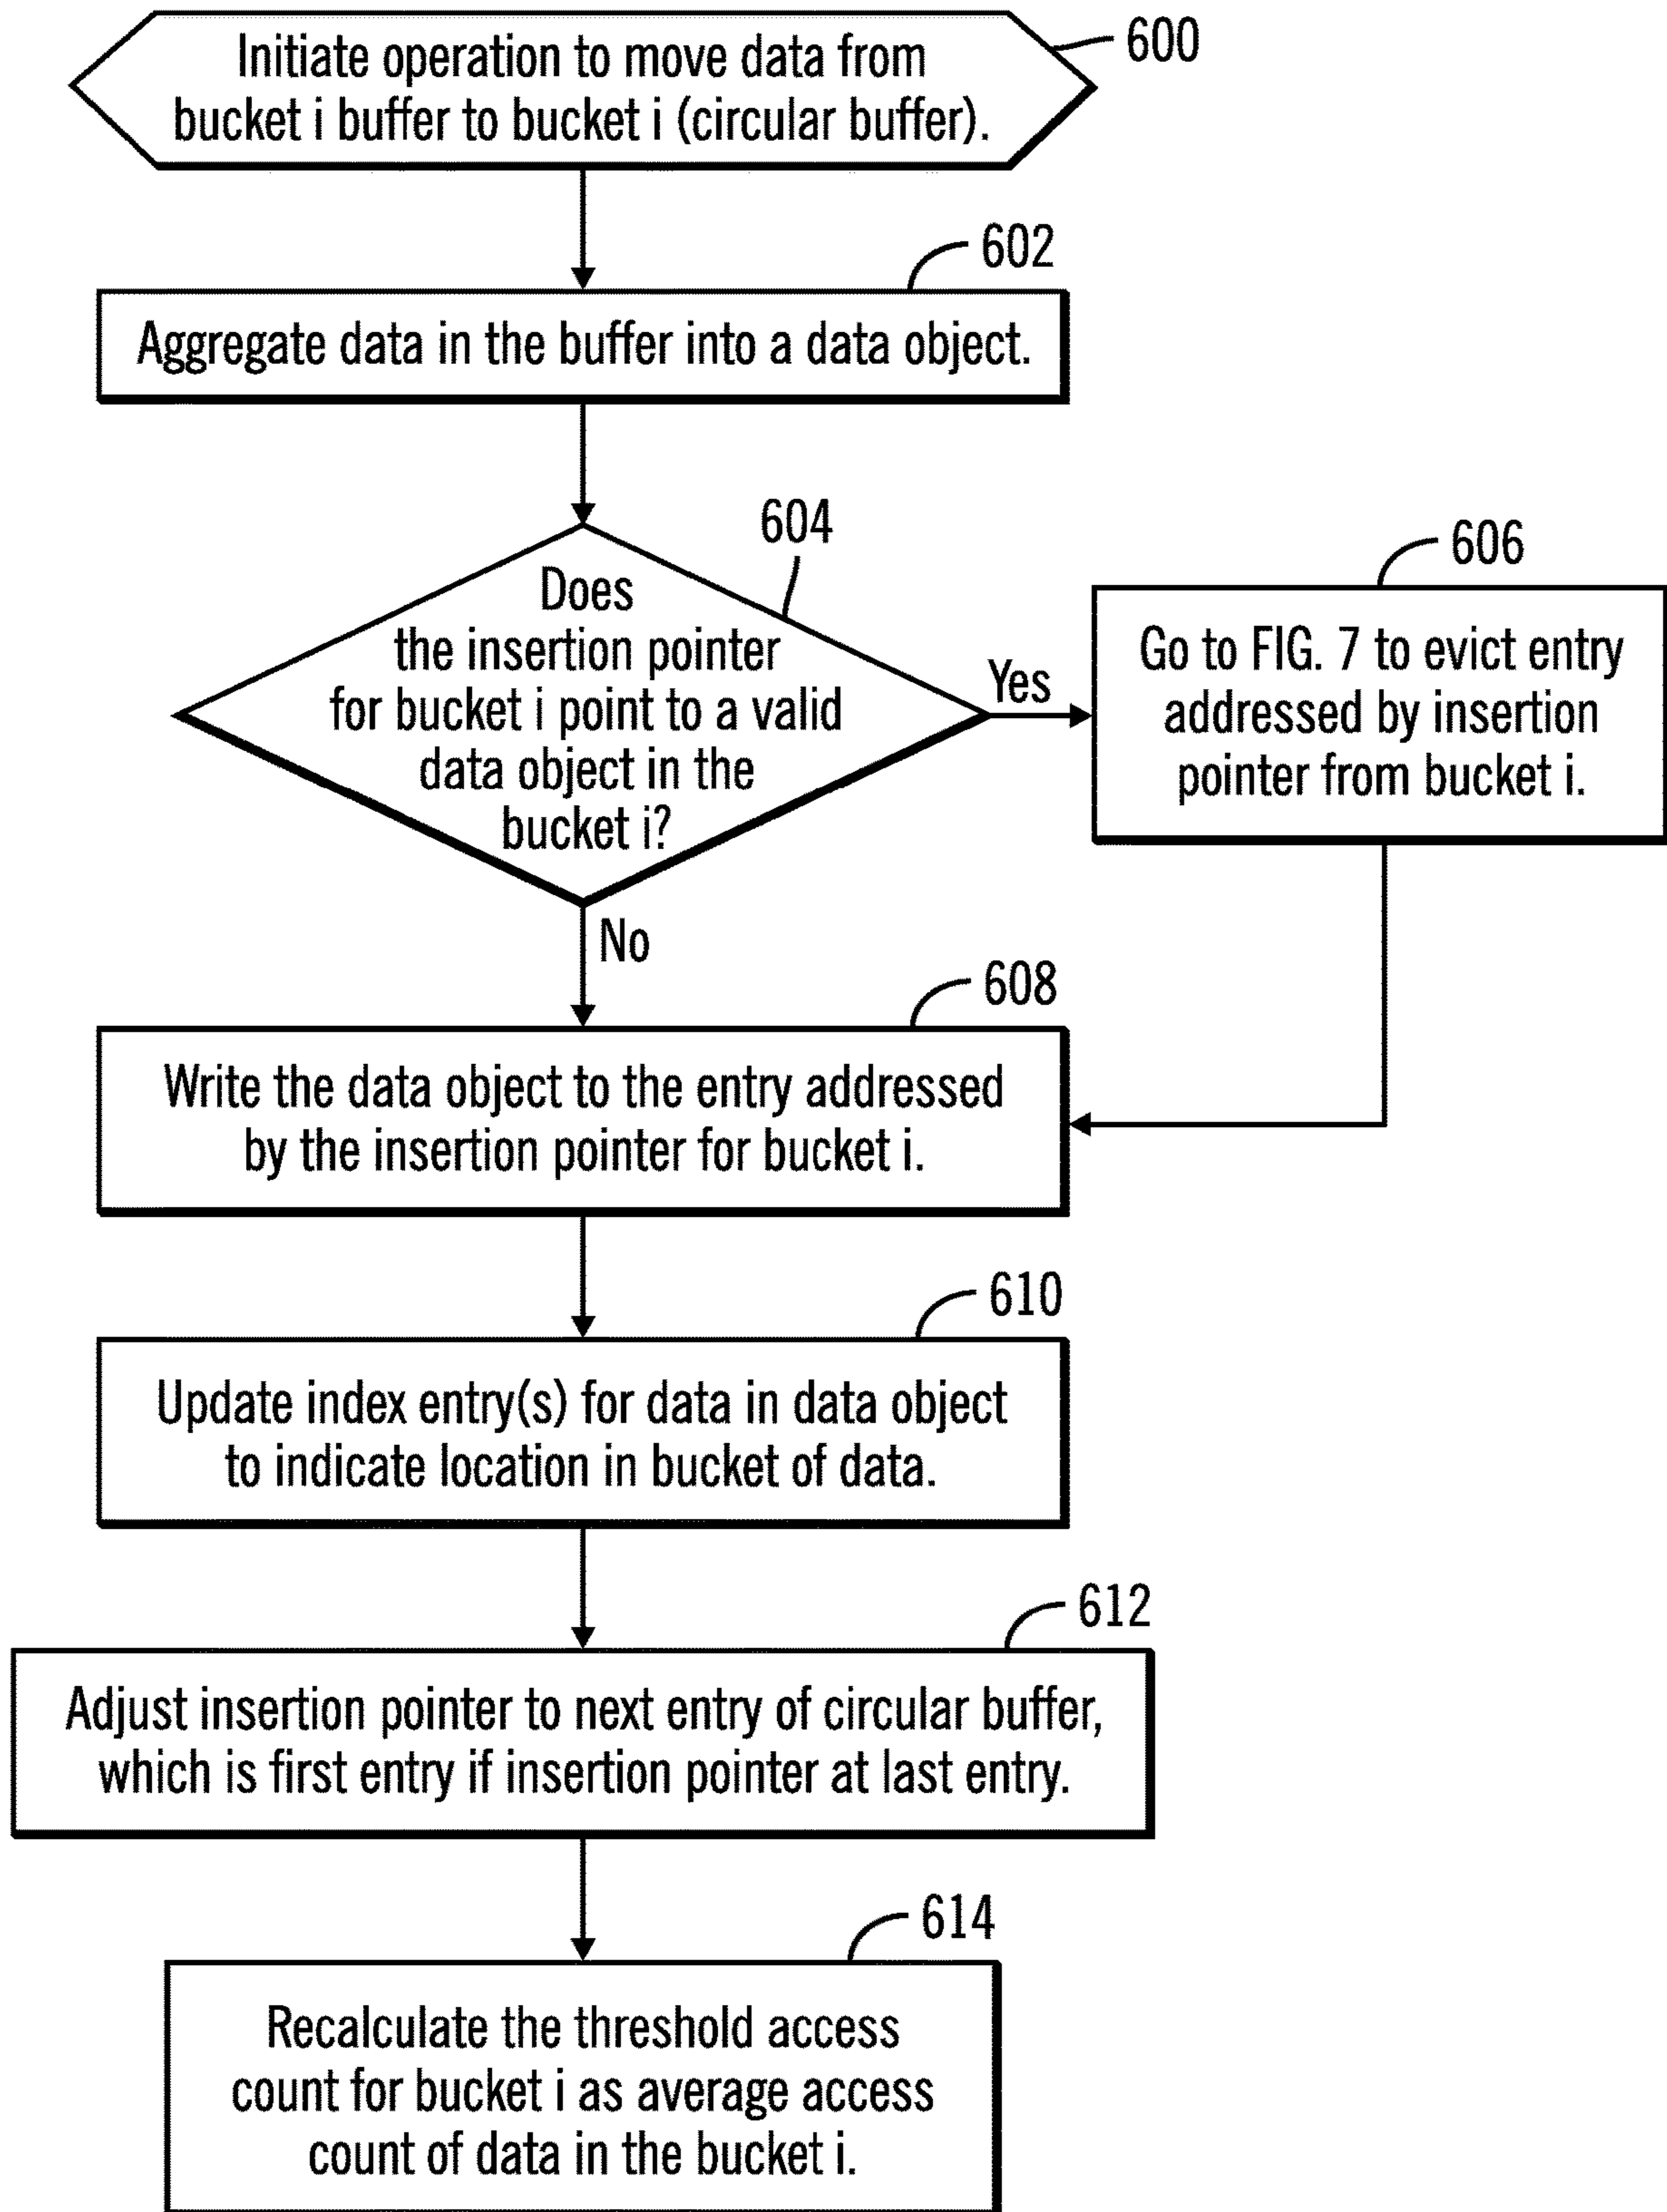 Initiate operation to move data from
bucket i buffer to bucket i (circular buffer).
600
602
Aggregate data in the buffer into a data object.
604
Does
the insertion pointer
for bucket i point to a valid
data object in the
bucket i?
Yes
606
Go to FIG. 7 to evict entry
addressed by insertion
pointer from bucket i.
No
608
Write the data object to the entry addressed
by the insertion pointer for bucket i.
610
Update index entry(s) for data in data object
to indicate location in bucket of data.
612
Adjust insertion pointer to next entry of circular buffer,
which is first entry if insertion pointer at last entry.
614
Recalculate the threshold access
count for bucket i as average access
count of data in the bucket i.